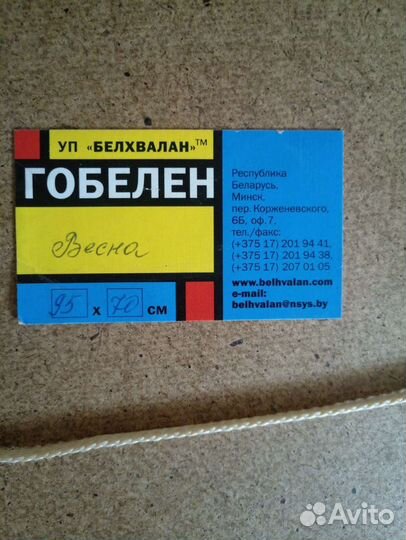 УП «БЕЛХВАЛАН»™
ГОБЕЛЕН
Весна
95 х 70 см
Республика
Беларусь,
Минск,
пер. Корженевского,
6Б, оф.7,
тел./факс:
(+375 17) 201 94 41,
(+375 17) 201 94 38,
(+375 17) 207 01 05
www.belhvalan.com
e-mail:
belhvalan@nsys.by
Avito